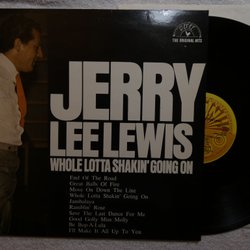 SUN
THE ORIGINAL HITS
JERRY
LEE LEWIS
WHOLE LOTTA SHAKIN' GOING ON
End Of The Road
Great Balls Of Fire
Move On Down The Line
Whole Lotta Shakin' Going On
Jambalaya
Ramblin' Rose
Save The Last Dance For Me
Good Golly Miss Molly
Be Bop A Lula
I'll Make It All Up To You